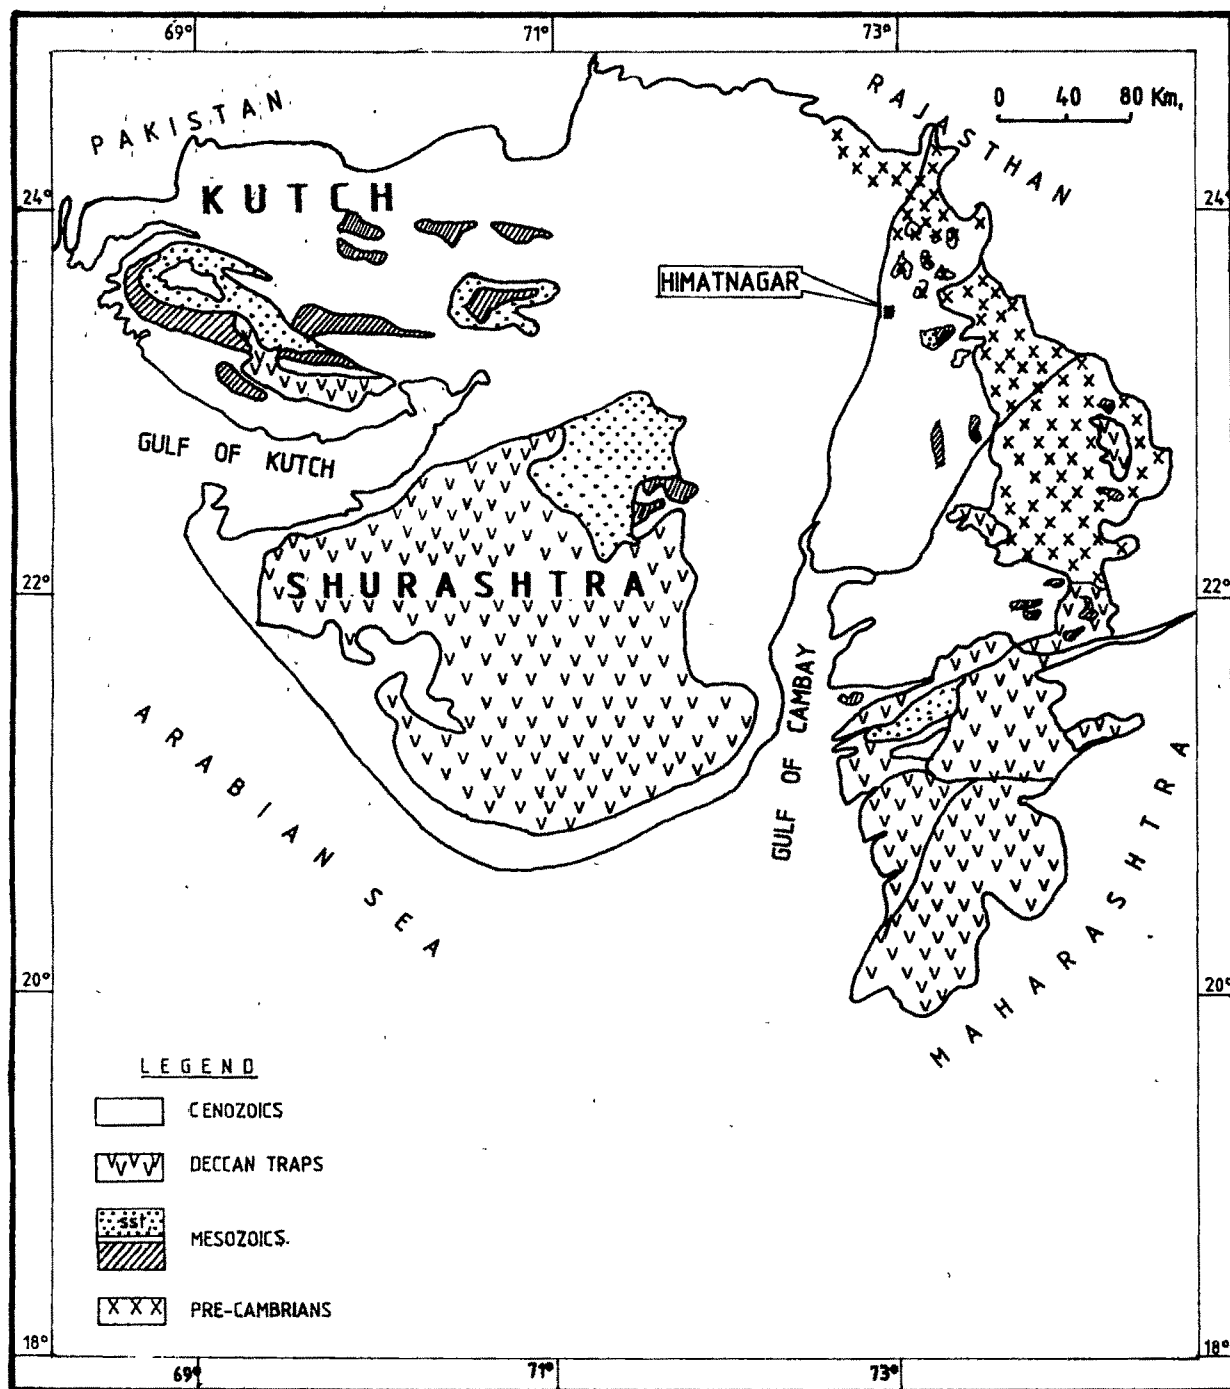 69° 71° 73°
PAKISTAN
RAJASTHAN
0 40 80 Km.
24° 24°
KUTCH
HIMATNAGAR
GULF OF KUTCH
22° 22°
SHURASHTRA
GULF OF CAMBAY
ARABIAN SEA
MAHARASHTRA
20° 20°
LEGEND
CENOZOICS
DECCAN TRAPS
sst
MESOZOICS.
PRE-CAMBRIANS
18° 18°
69° 71° 73°